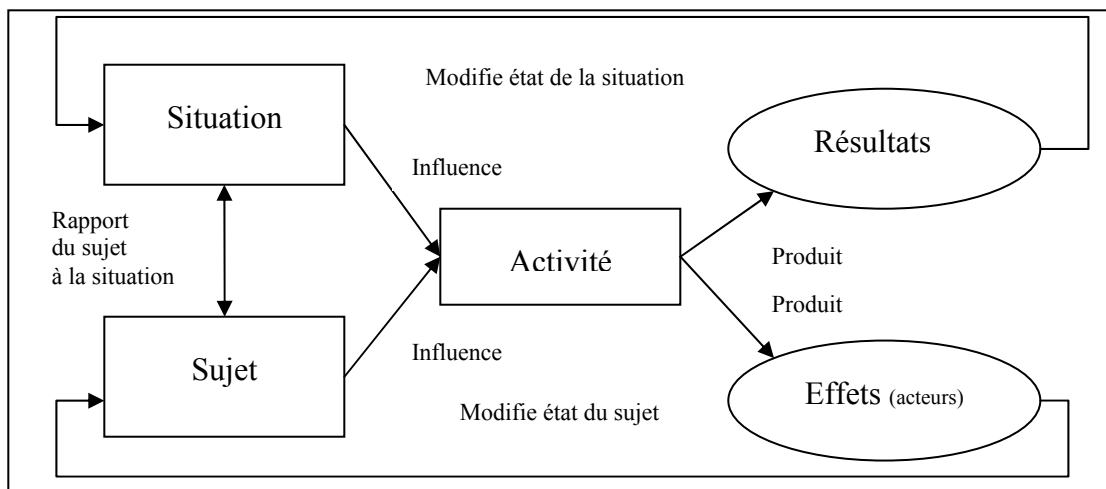 Modifie état de la situation
Situation
Résultats
Influence
Rapport
du sujet
à la situation
Activité
Produit
Produit
Influence
Sujet
Effets (acteurs)
Modifie état du sujet